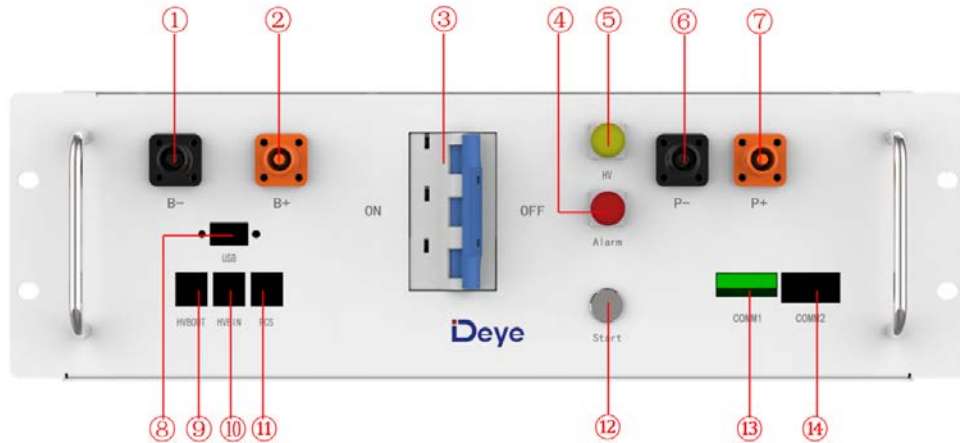 ① ② ③ ④ ⑤ ⑥ ⑦
B- B+ ON OFF HV P- P+
Alarm
USB
HVBOUT HVBIN PCS COMM1 COMM2
Deye Start
⑧ ⑨ ⑩ ⑪ ⑫ ⑬ ⑭